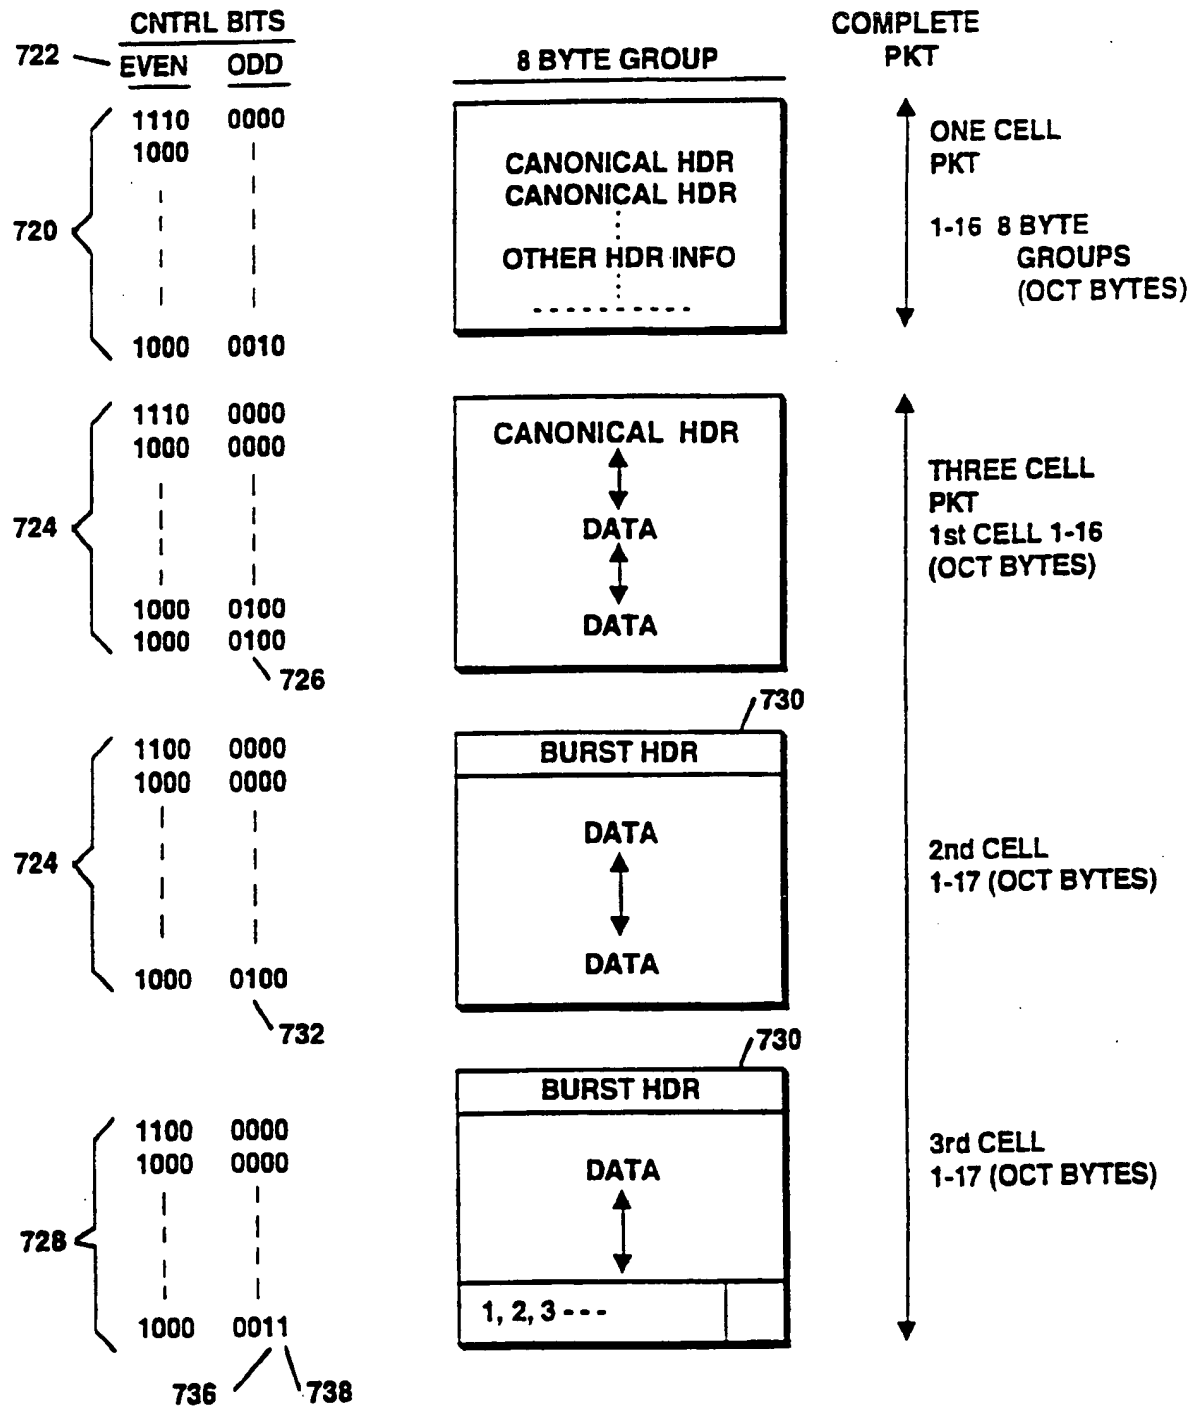 CNTRL BITS
722 EVEN ODD
8 BYTE GROUP
COMPLETE
PKT
720
1110 0000
1000
1000 0010
CANONICAL HDR
CANONICAL HDR
OTHER HDR INFO
ONE CELL
PKT
1-16 8 BYTE
GROUPS
(OCT BYTES)
724
1110 0000
1000 0000
1000 0100
1000 0100
726
CANONICAL HDR
DATA
DATA
THREE CELL
PKT
1st CELL 1-16
(OCT BYTES)
724
1100 0000
1000 0000
1000 0100
732
730
BURST HDR
DATA
DATA
2nd CELL
1-17 (OCT BYTES)
728
1100 0000
1000 0000
1000 0011
736 738
730
BURST HDR
DATA
1, 2, 3 - - -
3rd CELL
1-17 (OCT BYTES)